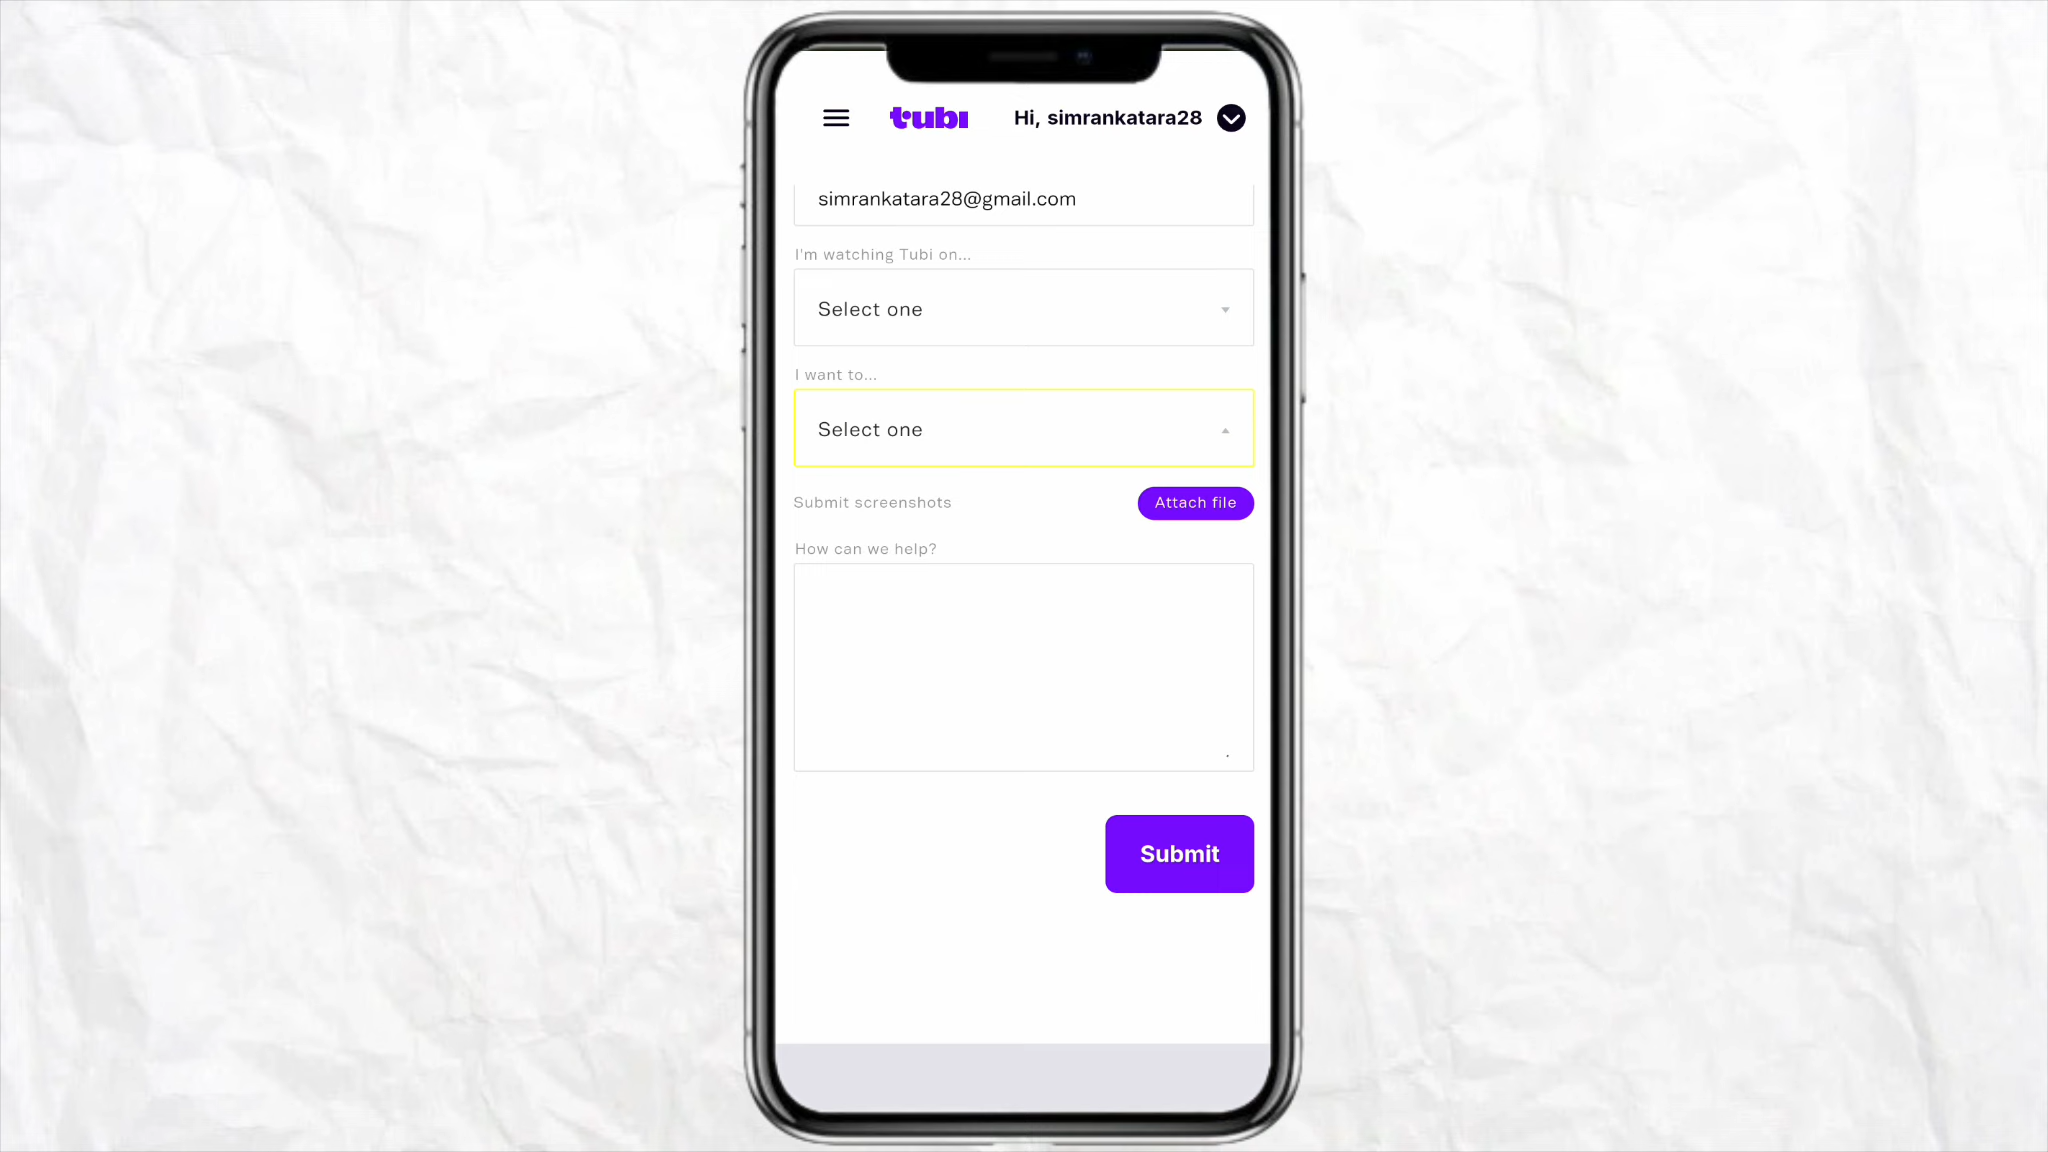 tubi
Hi, simrankatara28
simrankatara28@gmail.com
I'm watching Tubi on...
Select one
I want to...
Select one
Submit screenshots
Attach file
How can we help?
Submit